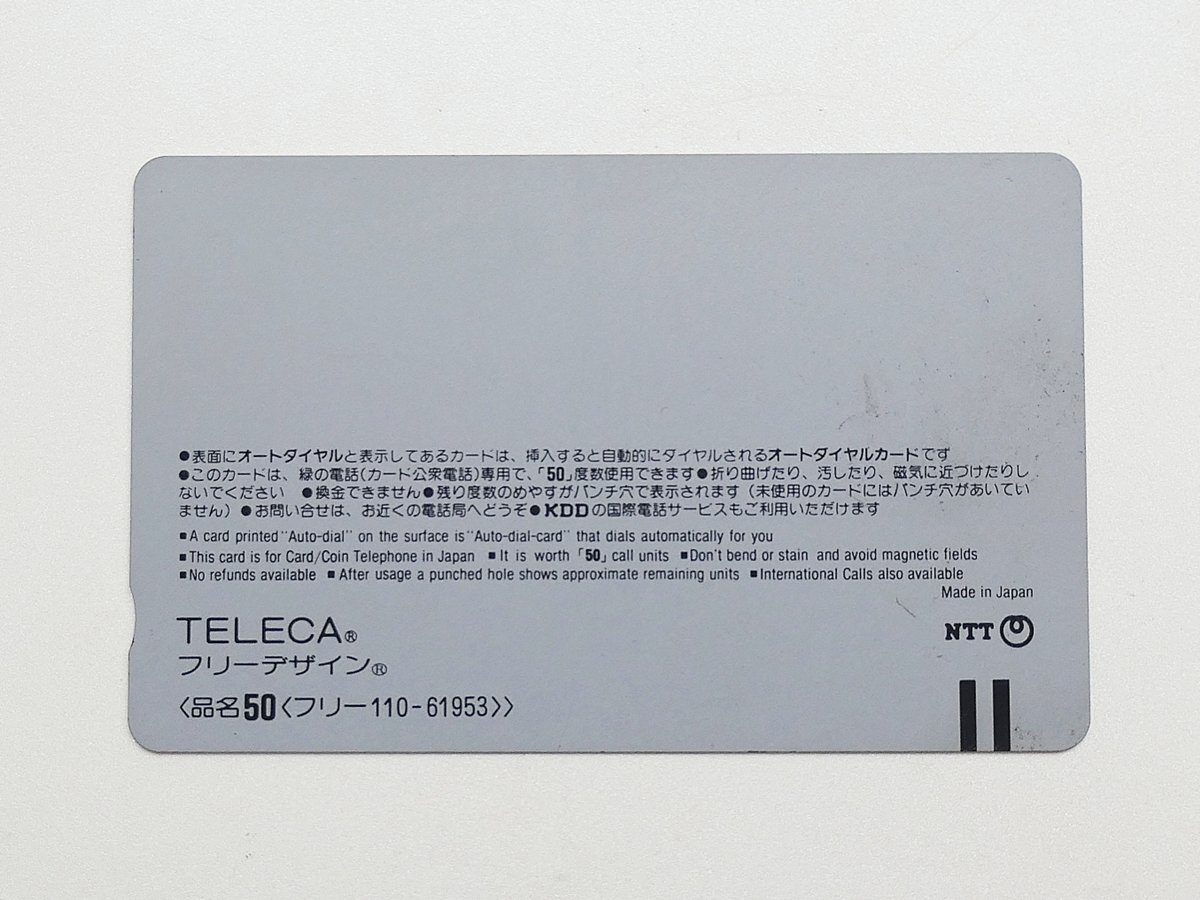 ●表面にオートダイヤルと表示してあるカードは、挿入すると自動的にダイヤルされるオートダイヤルカードです
●このカードは、緑の電話(カード公衆電話)専用で、「50」度数使用できます●折り曲げたり、汚したり、磁気に近づけたりし
ないでください ●換金できません●残り度数のめやすがパンチ穴で表示されます(未使用のカードにはパンチ穴があいてい
ません)●お問い合せは、お近くの電話局へどうぞ●KDDの国際電話サービスもご利用いただけます
■A card printed "Auto-dial" on the surface is "Auto-dial-card" that dials automatically for you
■This card is for Card/Coin Telephone in Japan ■It is worth「50」call units ■Don't bend or stain and avoid magnetic fields
■No refunds available ■After usage a punched hole shows approximate remaining units ■International Calls also available
Made in Japan
TELECA®
NTT
フリーデザイン®
〈品名50〈フリー110-61953〉〉